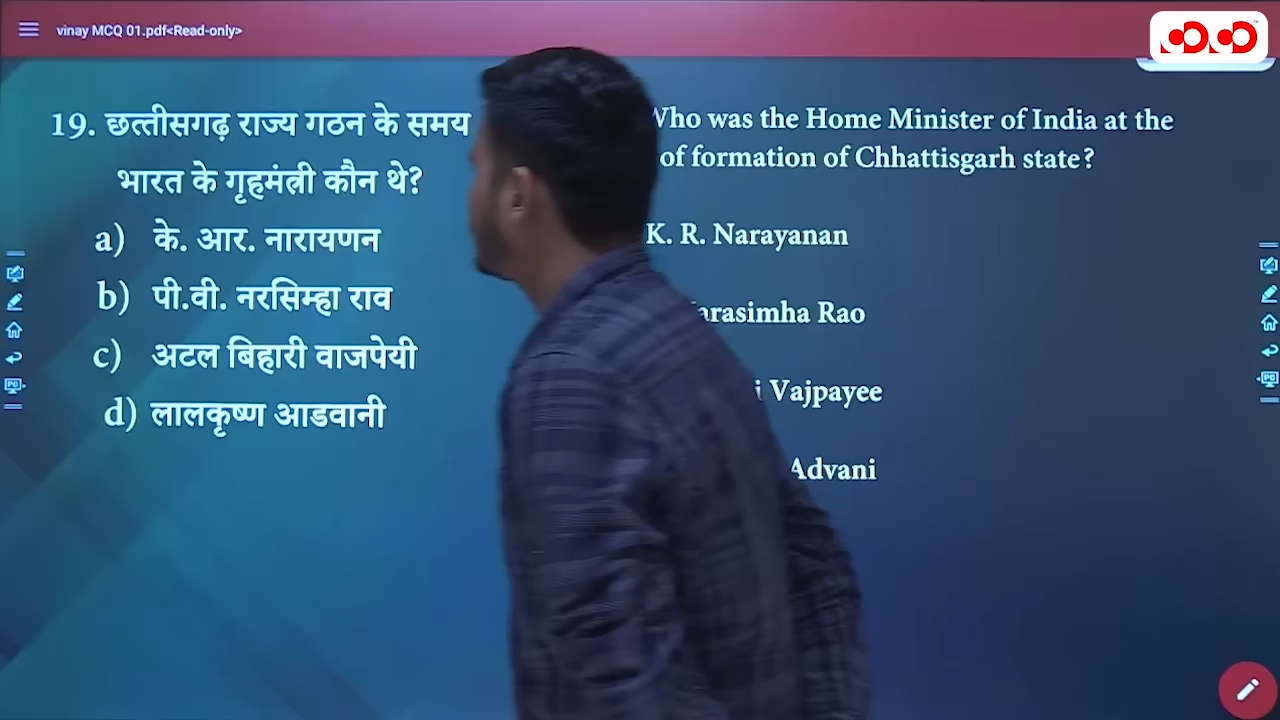 vinay MCQ 01.pdf<Read-only>
19. छत्तीसगढ़ राज्य गठन के समय
भारत के गृहमंत्री कौन थे?
a) के. आर. नारायणन
b) पी.वी. नरसिम्हा राव
c) अटल बिहारी वाजपेयी
d) लालकृष्ण आडवानी
Who was the Home Minister of India at the
of formation of Chhattisgarh state?
K. R. Narayanan
Rao
Vajpayee
Advani